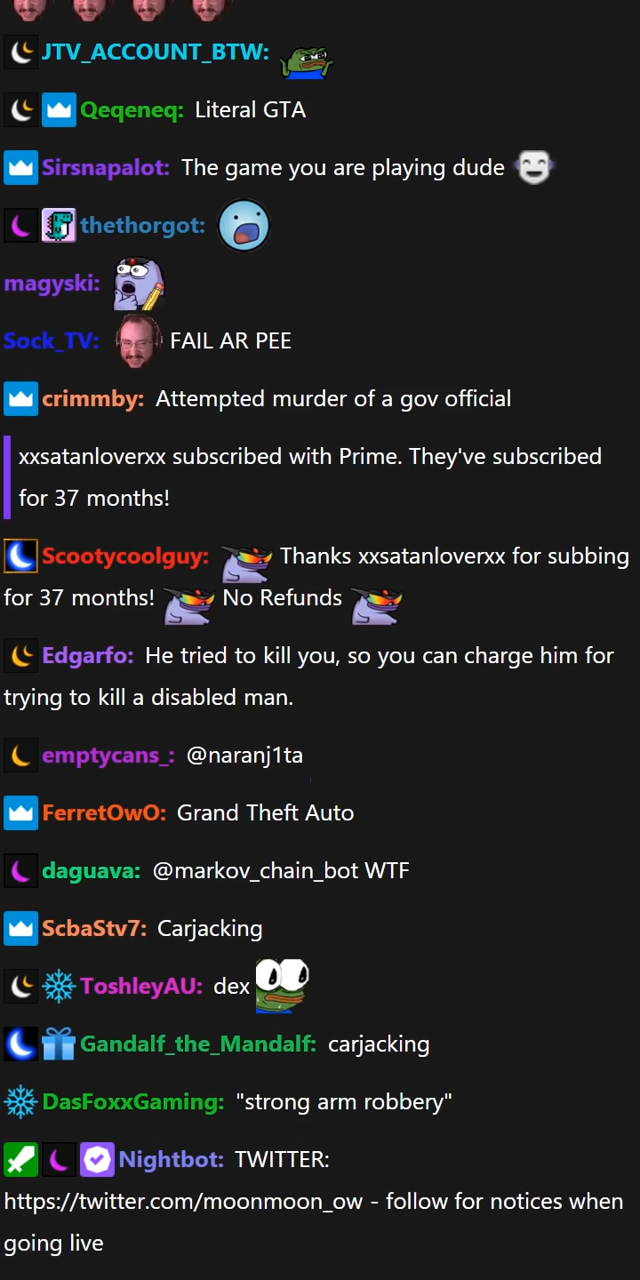 JTV_ACCOUNT_BTW:
Qeqeneq: Literal GTA
Sirsnapalot: The game you are playing dude
thethorgot:
magyski:
Sock_TV: FAIL AR PEE
crimmby: Attempted murder of a gov official
xxsatanloverxx subscribed with Prime. They've subscribed
for 37 months!
Scootycoolguy: Thanks xxsatanloverxx for subbing
for 37 months! No Refunds
Edgarfo: He tried to kill you, so you can charge him for
trying to kill a disabled man.
emptycans_: @naranj1ta
FerretOwO: Grand Theft Auto
daguava: @markov_chain_bot WTF
ScbaStv7: Carjacking
ToshleyAU: dex
Gandalf_the_Mandalf: carjacking
DasFoxxGaming: "strong arm robbery"
Nightbot: TWITTER:
https://twitter.com/moonmoon_ow - follow for notices when
going live